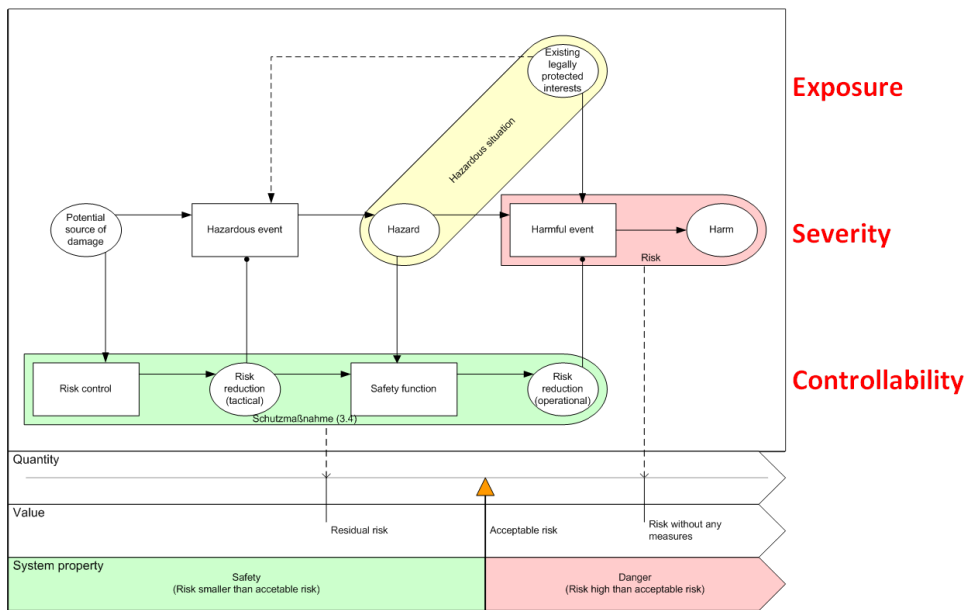 Existing
legally
protected
interests
Exposure
Hazardous situation
Potential
source of
damage
Hazardous event
Hazard
Harmful event
Harm
Severity
Risk
Risk control
Risk
reduction
(tactical)
Safety function
Risk
reduction
(operational)
Controllability
Schutzmaßnahme (3.4)
Quantity
Value
Residual risk
Acceptable risk
Risk without any
measures
System property
Safety
(Risk smaller than accetable risk)
Danger
(Risk high than acceptable risk)